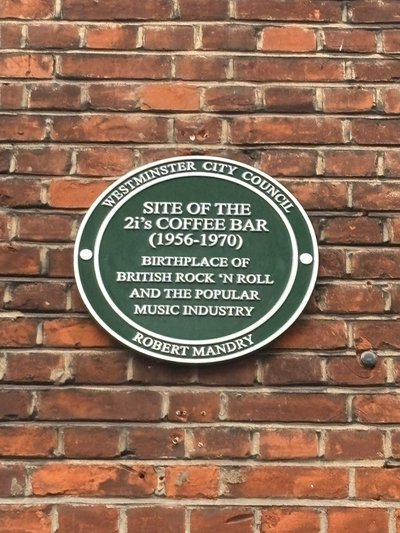 WESTMINSTER CITY COUNCIL
SITE OF THE
2i's COFFEE BAR
(1956-1970)
BIRTHPLACE OF
BRITISH ROCK 'N ROLL
AND THE POPULAR
MUSIC INDUSTRY
ROBERT MANDRY